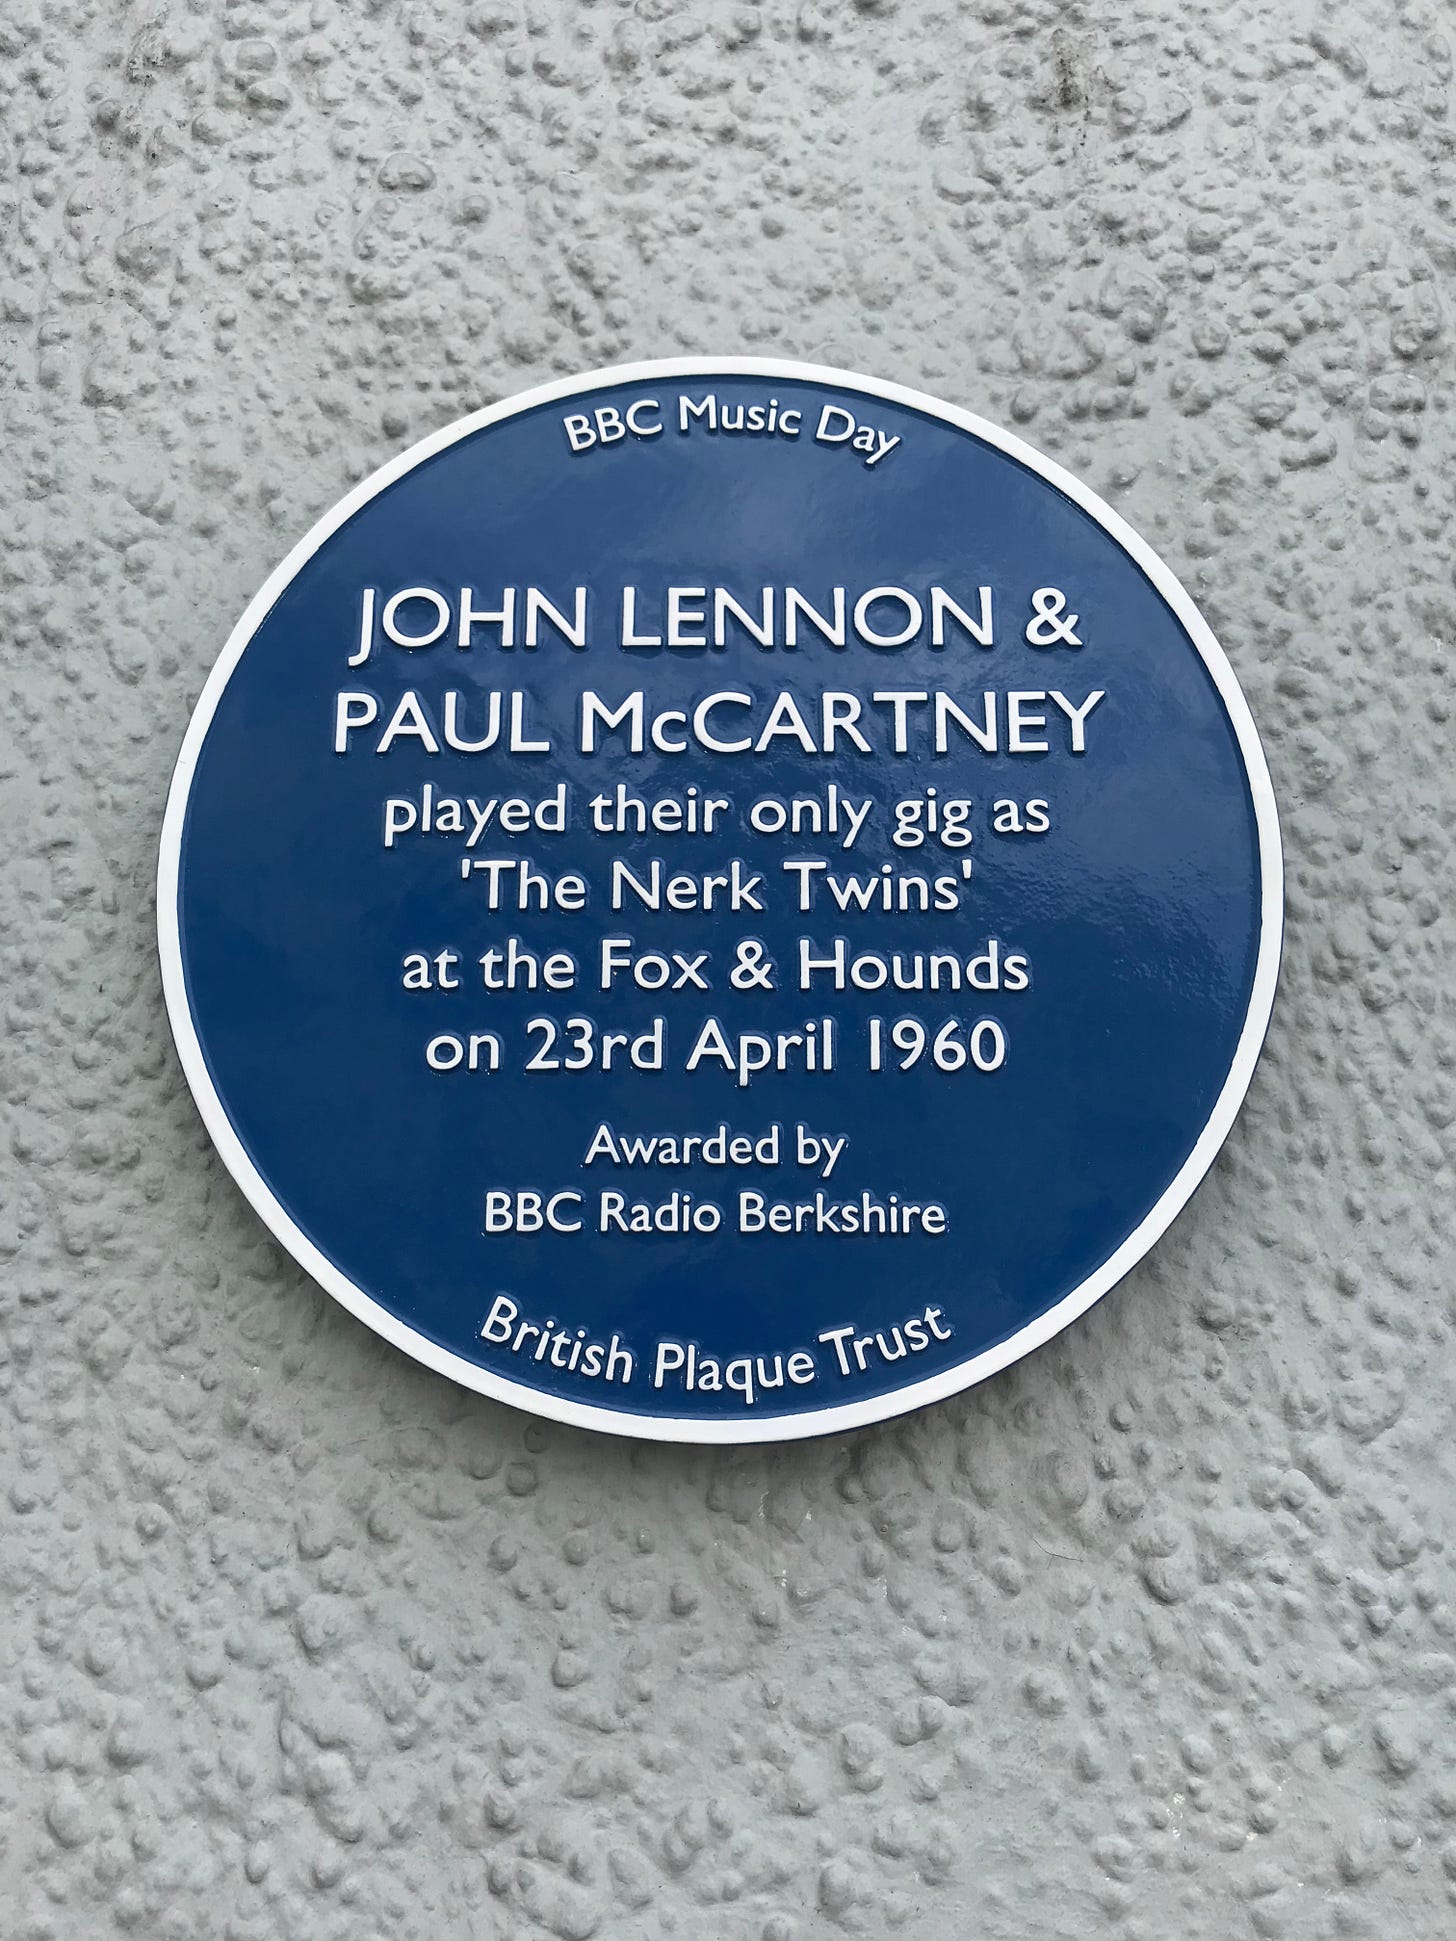 BBC Music Day
JOHN LENNON &
PAUL McCARTNEY
played their only gig as
'The Nerk Twins'
at the Fox & Hounds
on 23rd April 1960
Awarded by
BBC Radio Berkshire
British Plaque Trust